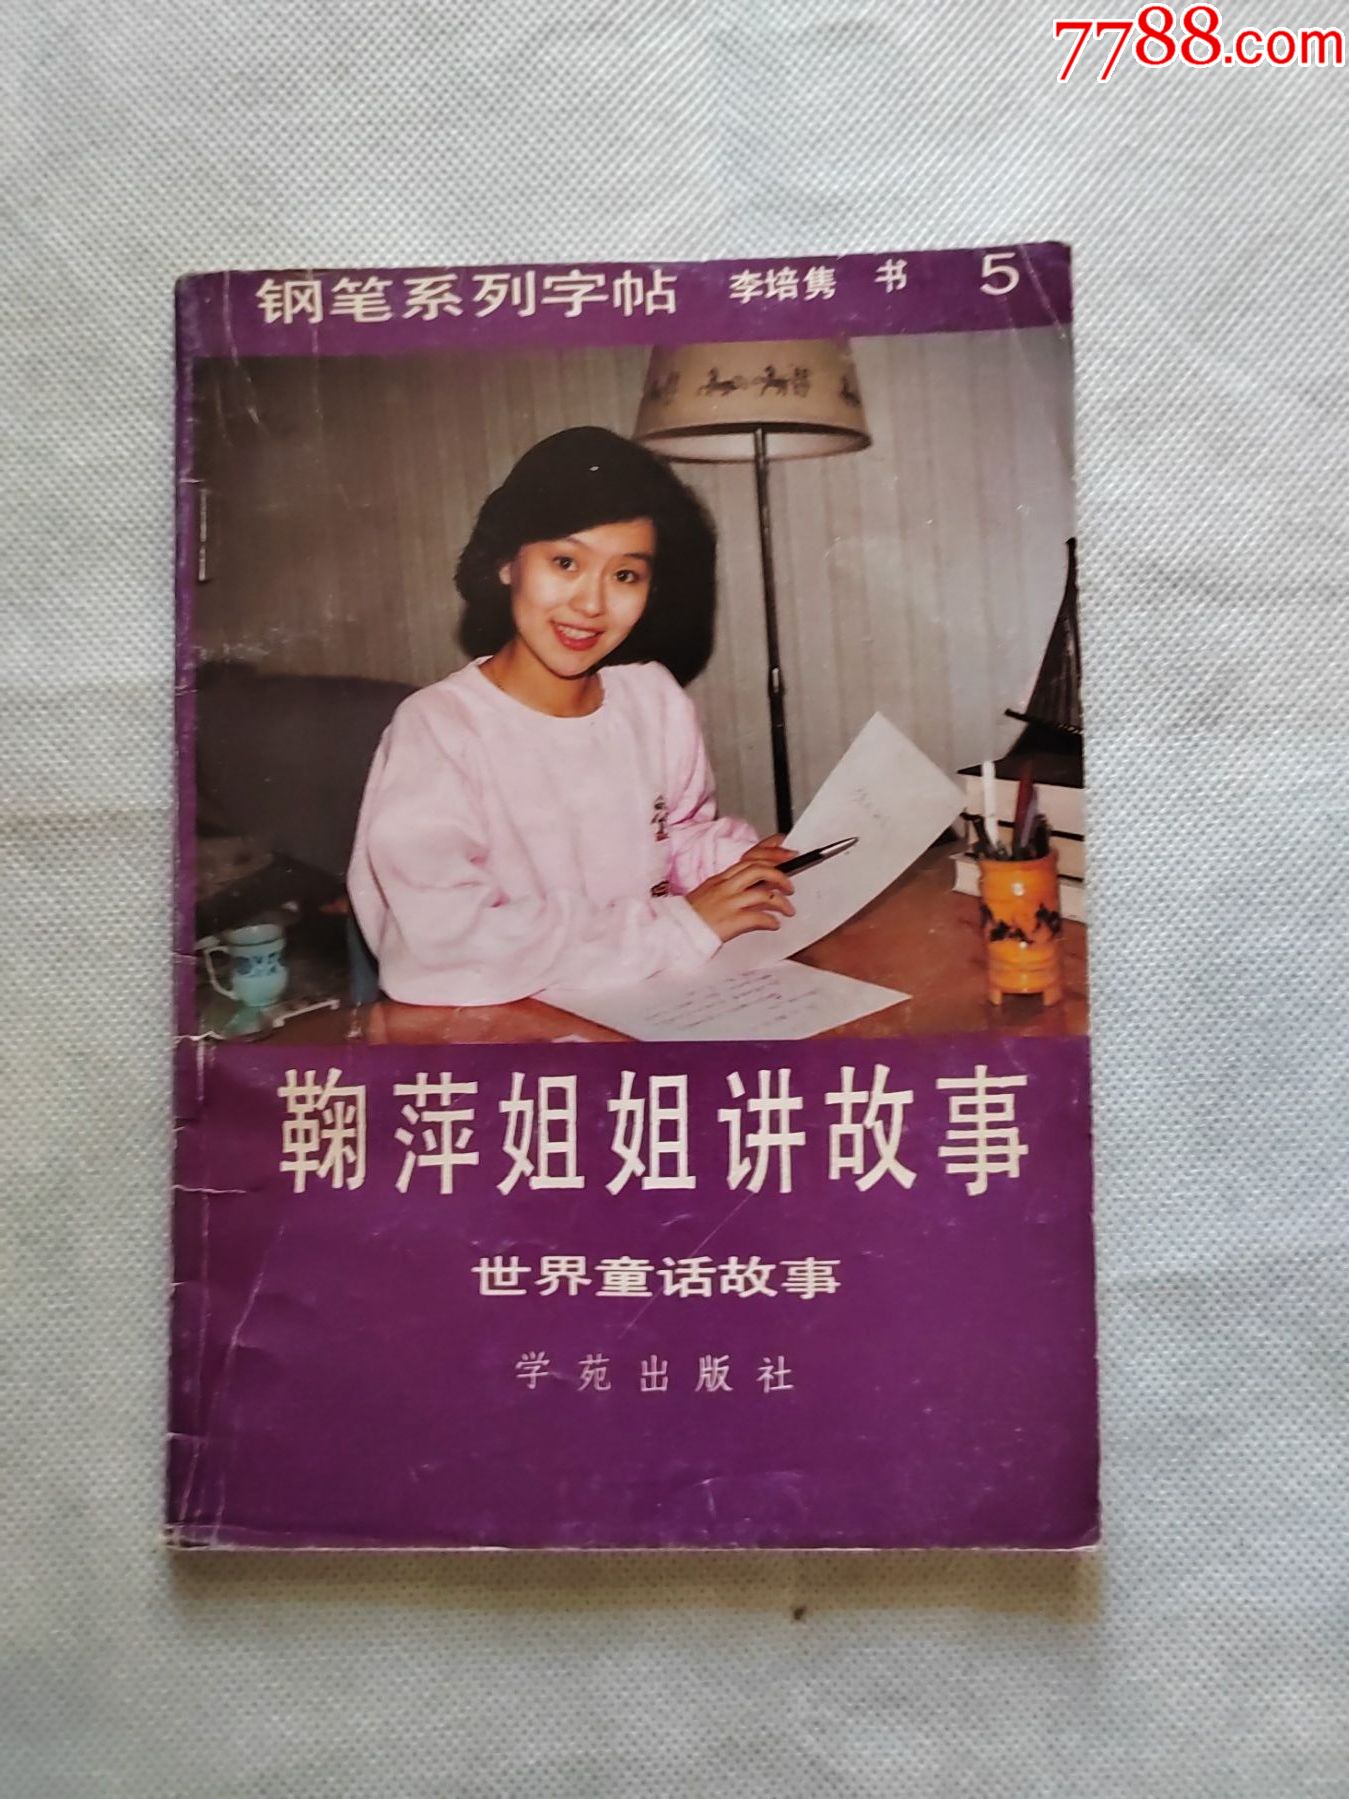 7788.com
钢笔系列字帖 李培隽 书 5
鞠萍姐姐讲故事
世界童话故事
学苑出版社